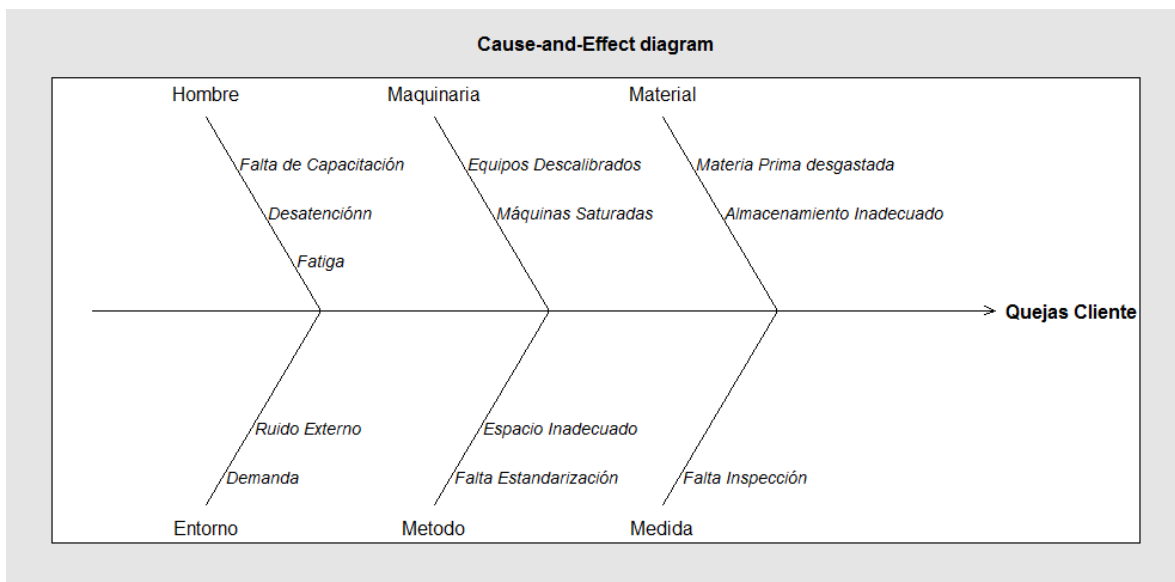 Cause-and-Effect diagram
Hombre
Maquinaria
Material
Falta de Capacitación
Equipos Descalibrados
Materia Prima desgastada
Desatenciónn
Máquinas Saturadas
Almacenamiento Inadecuado
Fatiga
Quejas Cliente
Ruido Externo
Espacio Inadecuado
Demanda
Falta Estandarización
Falta Inspección
Entorno
Metodo
Medida